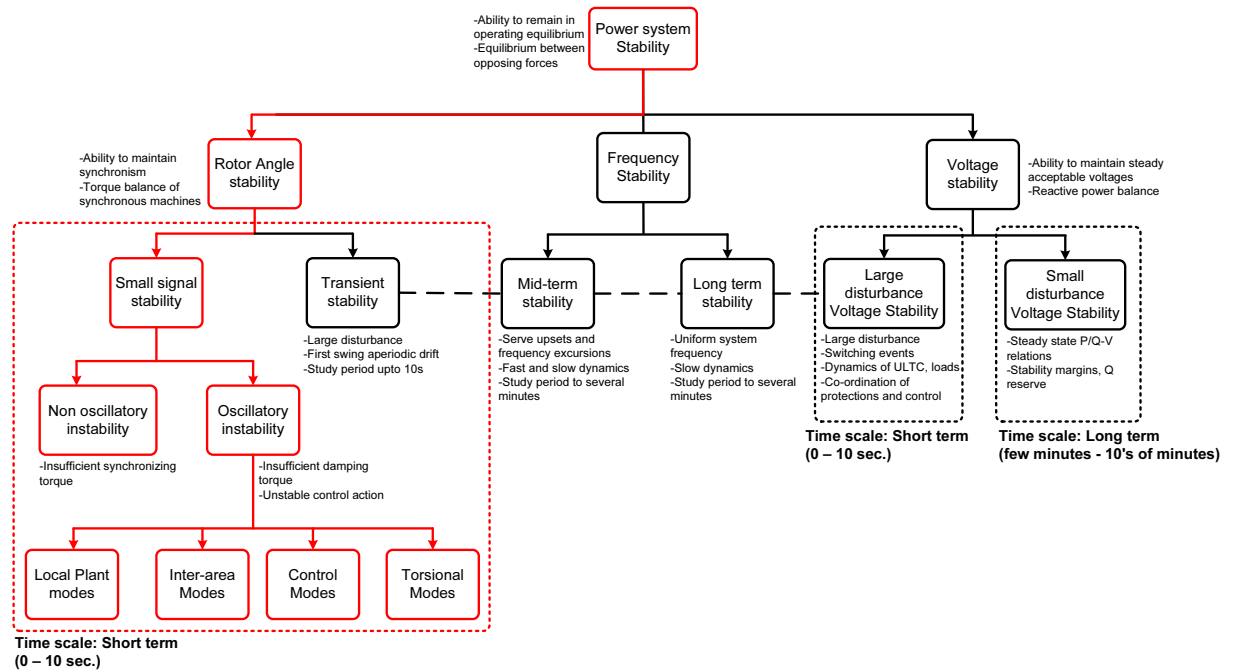 -Ability to remain in
operating equilibrium
-Equilibrium between
opposing forces
Power system
Stability
-Ability to maintain
synchronism
-Torque balance of
synchronous machines
Rotor Angle
stability
Frequency
Stability
Voltage
stability
-Ability to maintain steady
acceptable voltages
-Reactive power balance
Small signal
stability
Transient
stability
Mid-term
stability
Long term
stability
Large
disturbance
Voltage Stability
Small
disturbance
Voltage Stability
-Large disturbance
-First swing aperiodic drift
-Study period upto 10s
-Serve upsets and
frequency excursions
-Fast and slow dynamics
-Study period to several
minutes
-Uniform system
frequency
-Slow dynamics
-Study period to several
minutes
-Large disturbance
-Switching events
-Dynamics of ULTC, loads
-Co-ordination of
protections and control
-Steady state P/Q-V
relations
-Stability margins, Q
reserve
Time scale: Short term
(0 – 10 sec.)
Time scale: Long term
(few minutes - 10's of minutes)
Non oscillatory
instability
Oscillatory
instability
-Insufficient synchronizing
torque
-Insufficient damping
torque
-Unstable control action
Local Plant
modes
Inter-area
Modes
Control
Modes
Torsional
Modes
Time scale: Short term
(0 – 10 sec.)